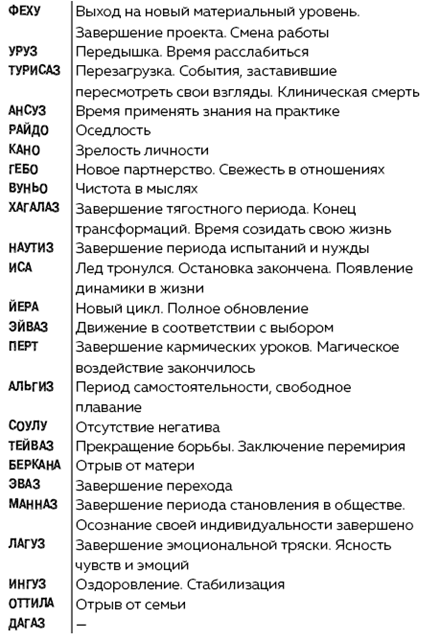 ФЕХУ Выход на новый материальный уровень.
Завершение проекта. Смена работы
УРУЗ Передышка. Время расслабиться
ТУРИСАЗ Перезагрузка. События, заставившие
пересмотреть свои взгляды. Клиническая смерть
АНСУЗ Время применять знания на практике
РАЙДО Оседлость
КАНО Зрелость личности
ГЕБО Новое партнерство. Свежесть в отношениях
ВУНЬО Чистота в мыслях
ХАГАЛАЗ Завершение тягостного периода. Конец
трансформаций. Время созидать свою жизнь
НАУТИЗ Завершение периода испытаний и нужды
ИСА Лед тронулся. Остановка закончена. Появление
динамики в жизни
ЙЕРА Новый цикл. Полное обновление
ЭЙВАЗ Движение в соответствии с выбором
ПЕРТ Завершение кармических уроков. Магическое
воздействие закончилось
АЛЬГИЗ Период самостоятельности, свободное
плавание
СОУЛУ Отсутствие негатива
ТЕЙВАЗ Прекращение борьбы. Заключение перемирия
БЕРКАНА Отрыв от матери
ЭВАЗ Завершение перехода
МАННАЗ Завершение периода становления в обществе.
Осознание своей индивидуальности завершено
ЛАГУЗ Завершение эмоциональной тряски. Ясность
чувств и эмоций
ИНГУЗ Оздоровление. Стабилизация
ОТТИЛА Отрыв от семьи
ДАГАЗ —